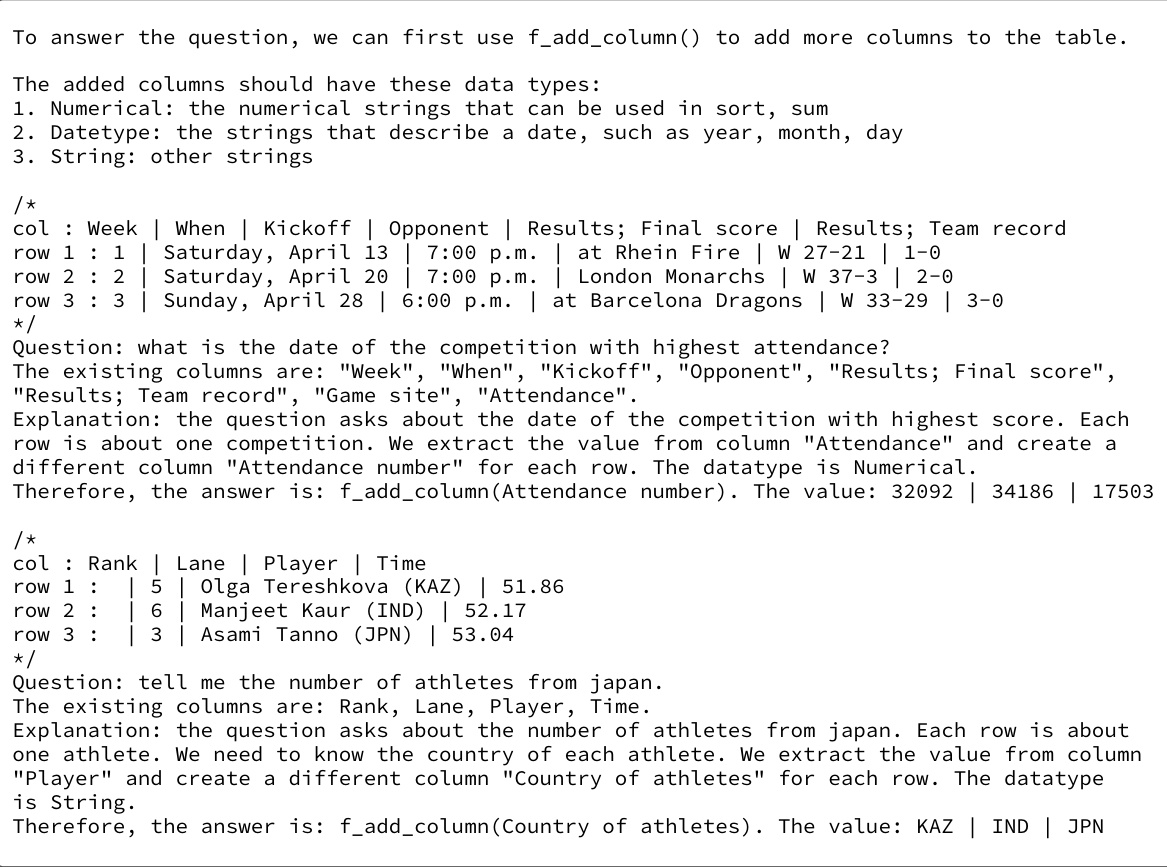 To answer the question, we can first use f_add_column() to add more columns to the table.
The added columns should have these data types:
1. Numerical: the numerical strings that can be used in sort, sum
2. Datetype: the strings that describe a date, such as year, month, day
3. String: other strings
/*
col : Week | When | Kickoff | Opponent | Results; Final score | Results; Team record
row 1 : 1 | Saturday, April 13 | 7:00 p.m. | at Rhein Fire | W 27-21 | 1-0
row 2 : 2 | Saturday, April 20 | 7:00 p.m. | London Monarchs | W 37-3 | 2-0
row 3 : 3 | Sunday, April 28 | 6:00 p.m. | at Barcelona Dragons | W 33-29 | 3-0
*/
Question: what is the date of the competition with highest attendance?
The existing columns are: "Week", "When", "Kickoff", "Opponent", "Results; Final score",
"Results; Team record", "Game site", "Attendance".
Explanation: the question asks about the date of the competition with highest score. Each
row is about one competition. We extract the value from column "Attendance" and create a
different column "Attendance number" for each row. The datatype is Numerical.
Therefore, the answer is: f_add_column(Attendance number). The value: 32092 | 34186 | 17503
/*
col : Rank | Lane | Player | Time
row 1 :  | 5 | Olga Tereshkova (KAZ) | 51.86
row 2 :  | 6 | Manjeet Kaur (IND) | 52.17
row 3 :  | 3 | Asami Tanno (JPN) | 53.04
*/
Question: tell me the number of athletes from japan.
The existing columns are: Rank, Lane, Player, Time.
Explanation: the question asks about the number of athletes from japan. Each row is about
one athlete. We need to know the country of each athlete. We extract the value from column
"Player" and create a different column "Country of athletes" for each row. The datatype
is String.
Therefore, the answer is: f_add_column(Country of athletes). The value: KAZ | IND | JPN